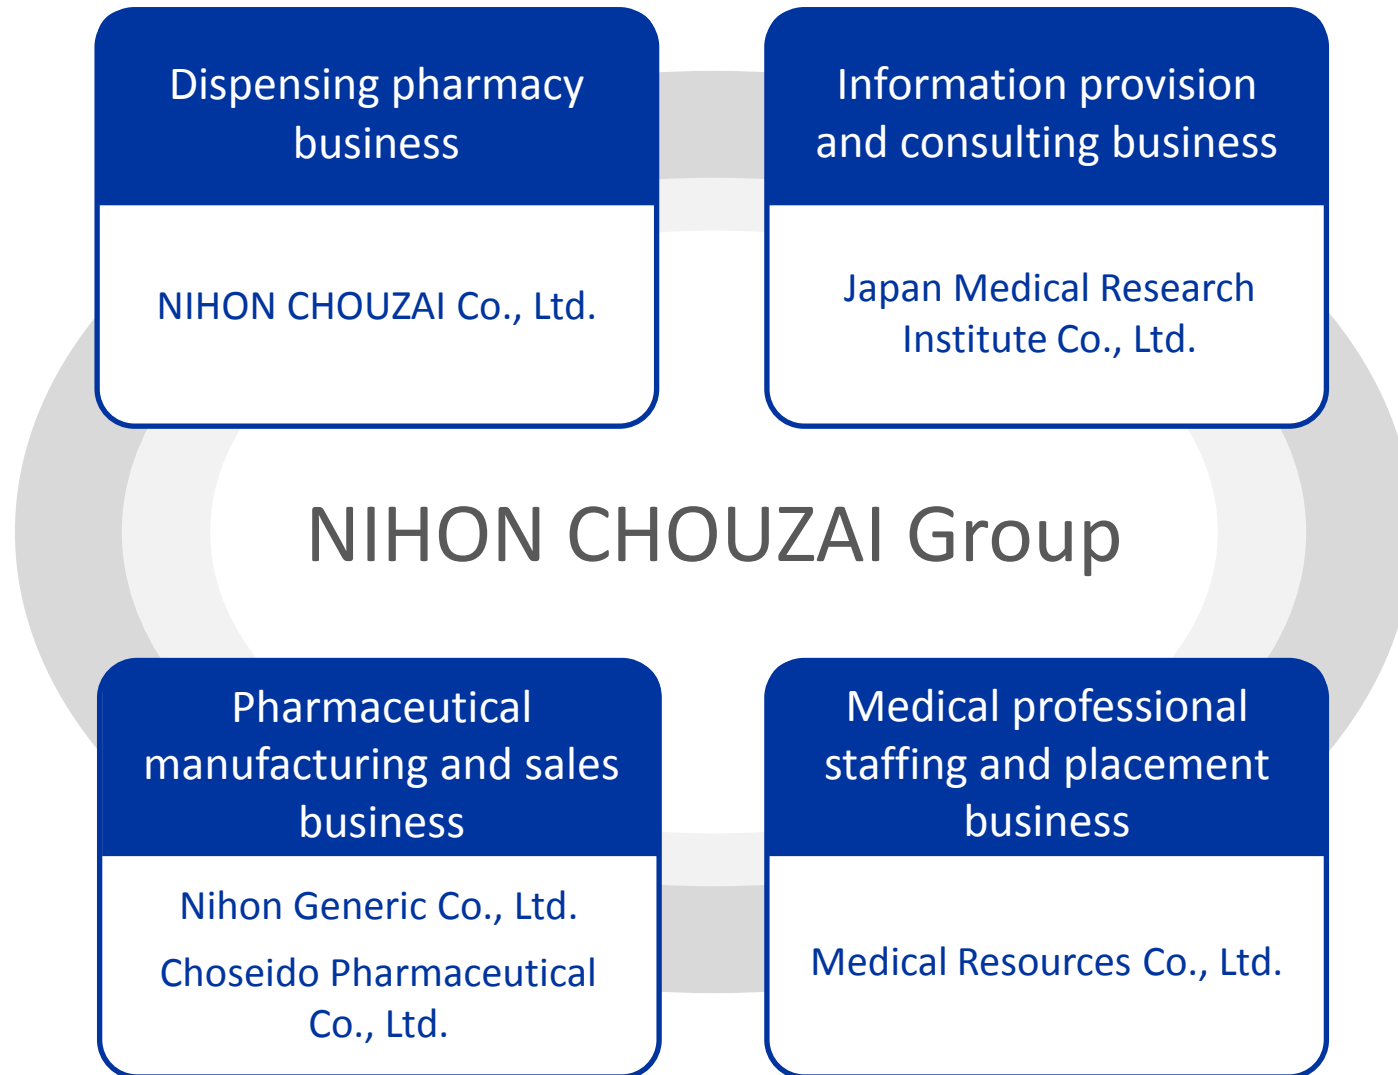 Dispensing pharmacy
business
NIHON CHOUZAI Co., Ltd.
Information provision
and consulting business
Japan Medical Research
Institute Co., Ltd.
NIHON CHOUZAI Group
Pharmaceutical
manufacturing and sales
business
Nihon Generic Co., Ltd.
Choseido Pharmaceutical
Co., Ltd.
Medical professional
staffing and placement
business
Medical Resources Co., Ltd.